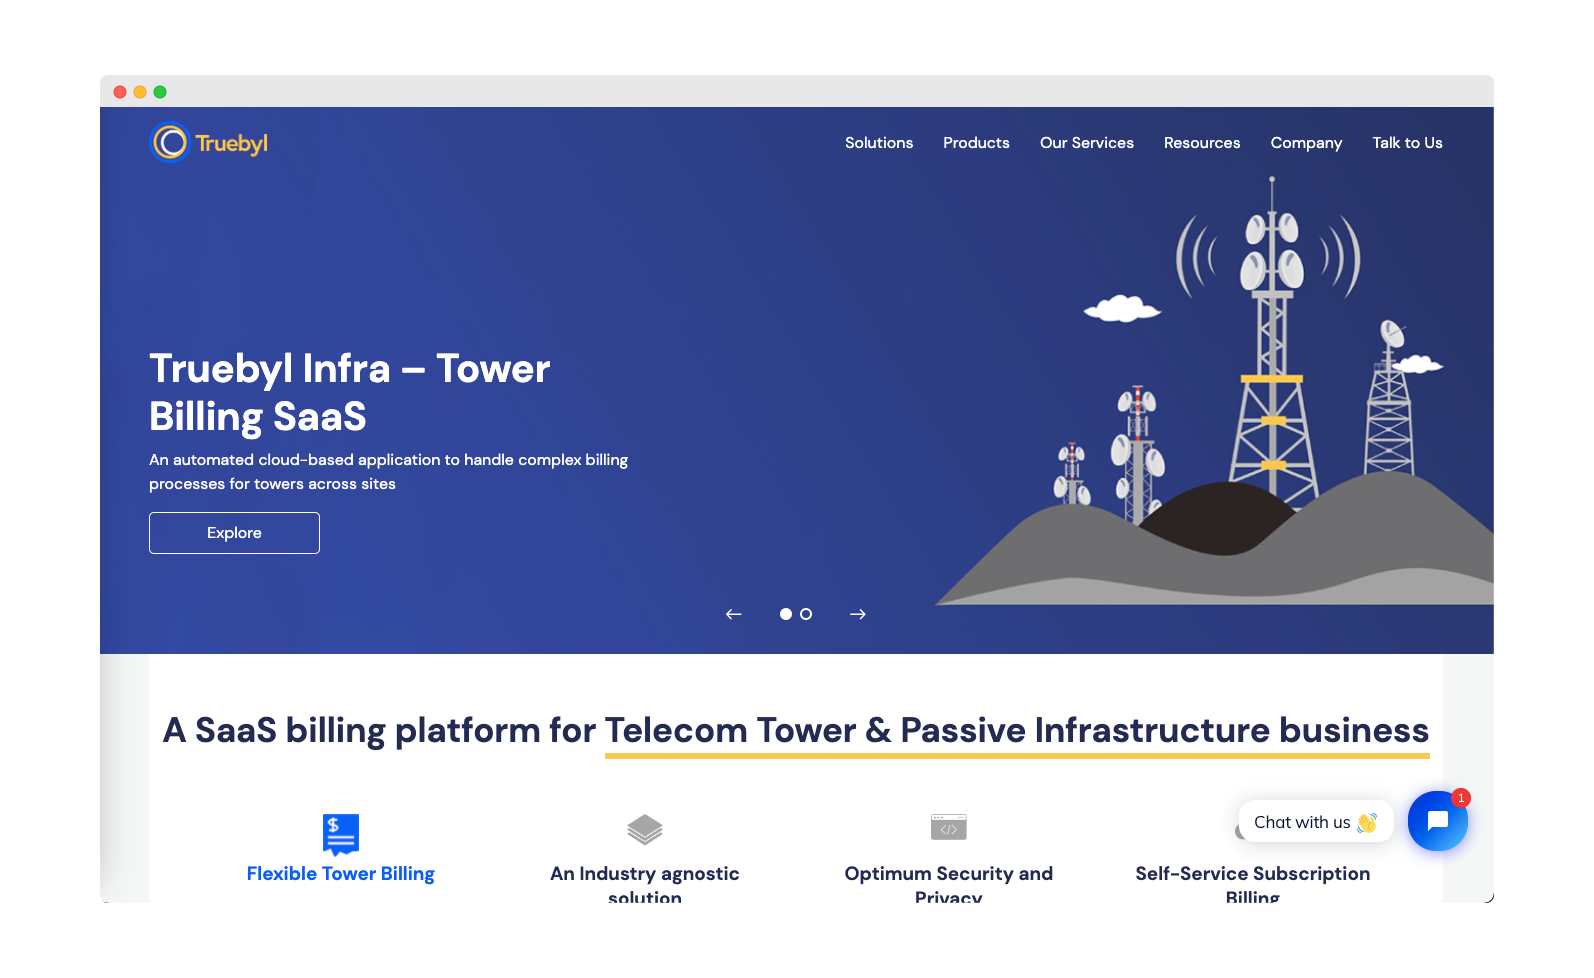 Truebyl
Solutions
Products
Our Services
Resources
Company
Talk to Us
Truebyl Infra – Tower
Billing SaaS
An automated cloud-based application to handle complex billing
processes for towers across sites
Explore
A SaaS billing platform for Telecom Tower & Passive Infrastructure business
$
</>
1
Chat with us 👋
Flexible Tower Billing
An Industry agnostic
solution
Optimum Security and
Privacy
Self-Service Subscription
Billing